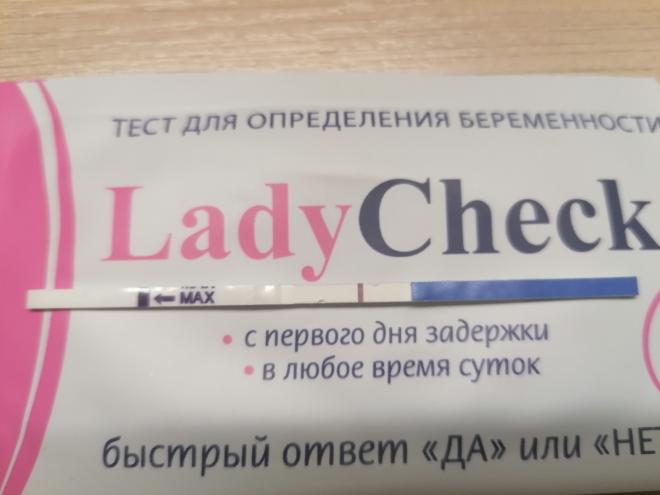 ТЕСТ ДЛЯ ОПРЕДЕЛЕНИЯ БЕРЕМЕННОСТИ
LadyCheck
MAX
• с первого дня задержки
• в любое время суток
быстрый ответ «ДА» или «НЕТ